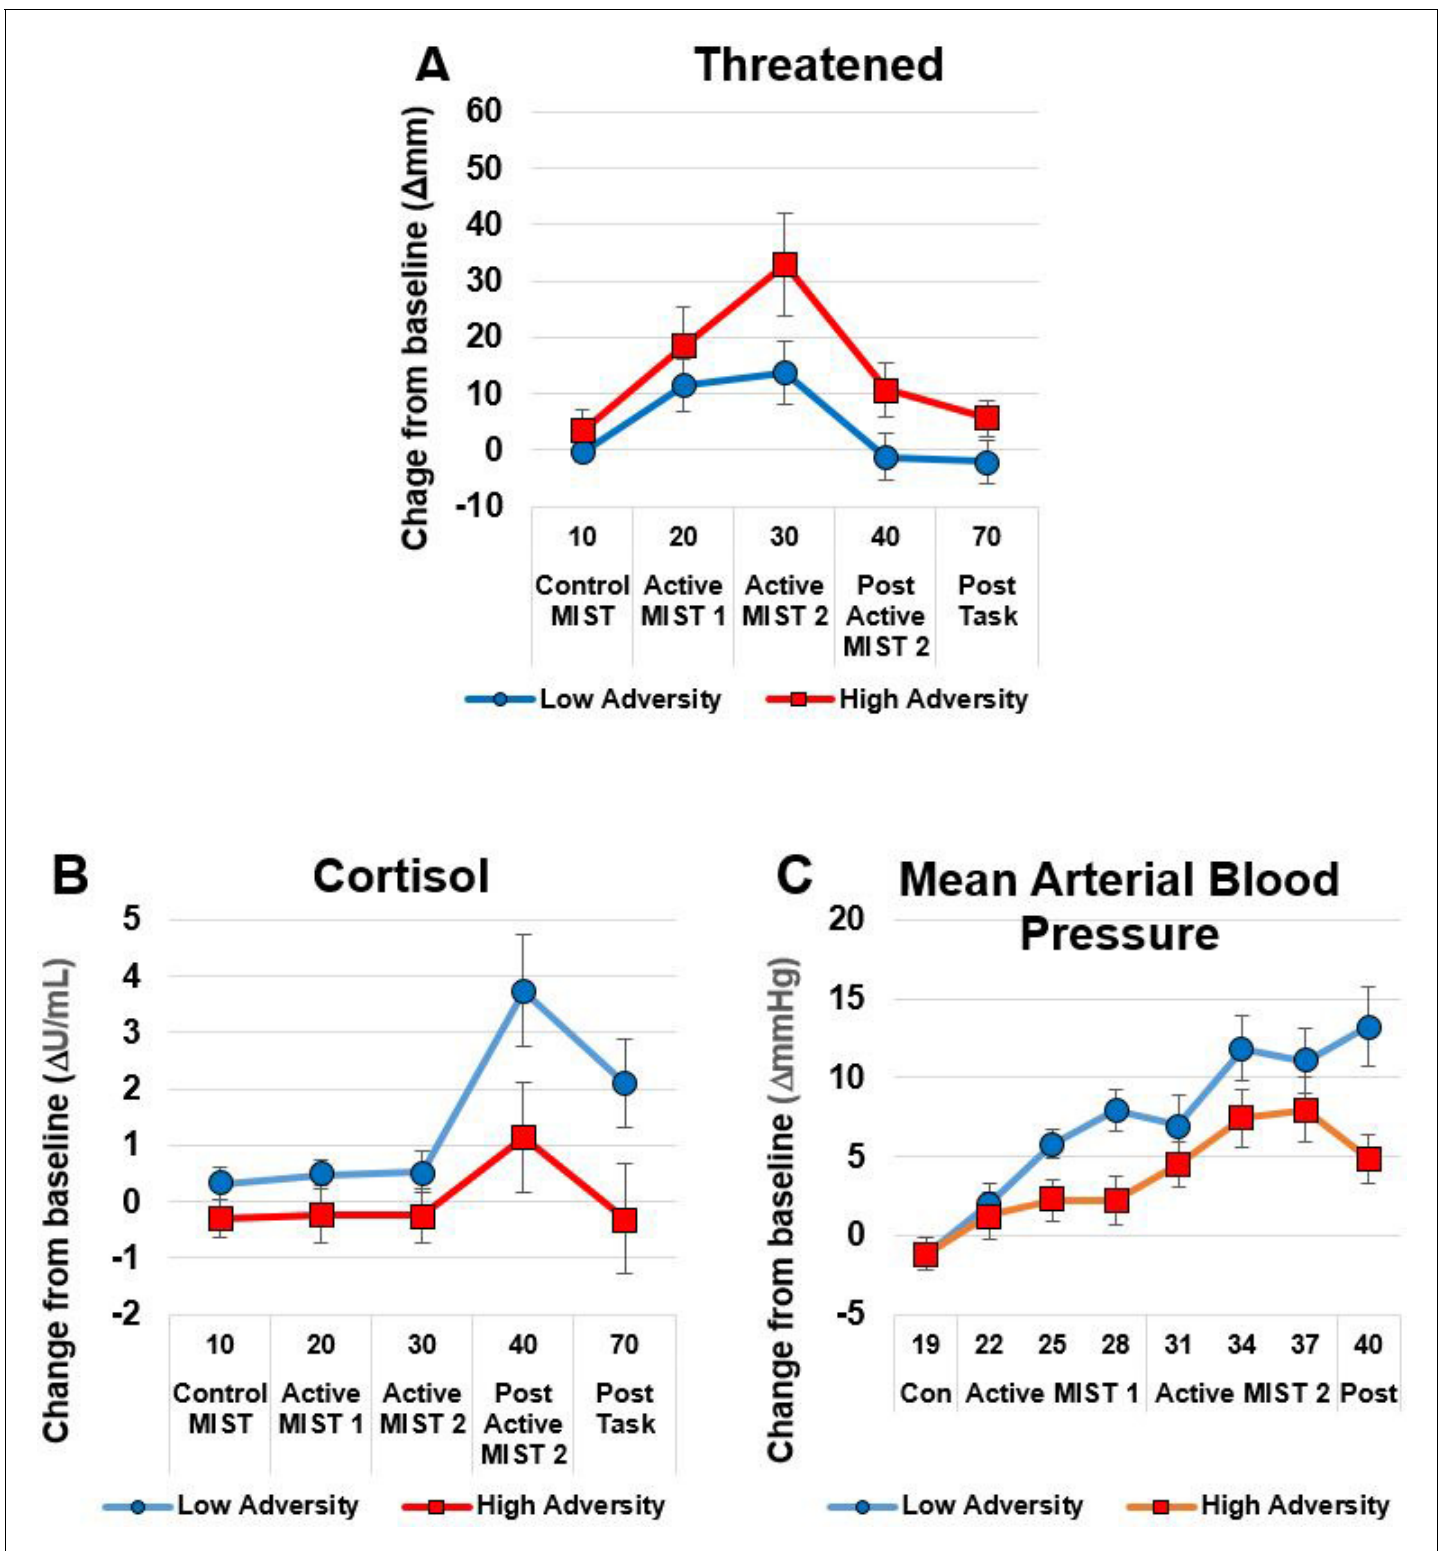 A
Threatened
Chage from baseline (Δmm)
60
50
40
30
20
10
0
-10
10 20 30 40 70
Control Active Active Post Post
MIST MIST 1 MIST 2 Active Task
MIST 2
Low Adversity High Adversity
B
Cortisol
Change from baseline (ΔU/mL)
5
4
3
2
1
0
-1
-2
10 20 30 40 70
Control Active Active Post Post
MIST MIST 1 MIST 2 Active Task
MIST 2
Low Adversity High Adversity
C
Mean Arterial Blood
Pressure
Change from baseline (ΔmmHg)
20
15
10
5
0
-5
19 22 25 28 31 34 37 40
Con Active MIST 1 Active MIST 2 Post
Low Adversity High Adversity